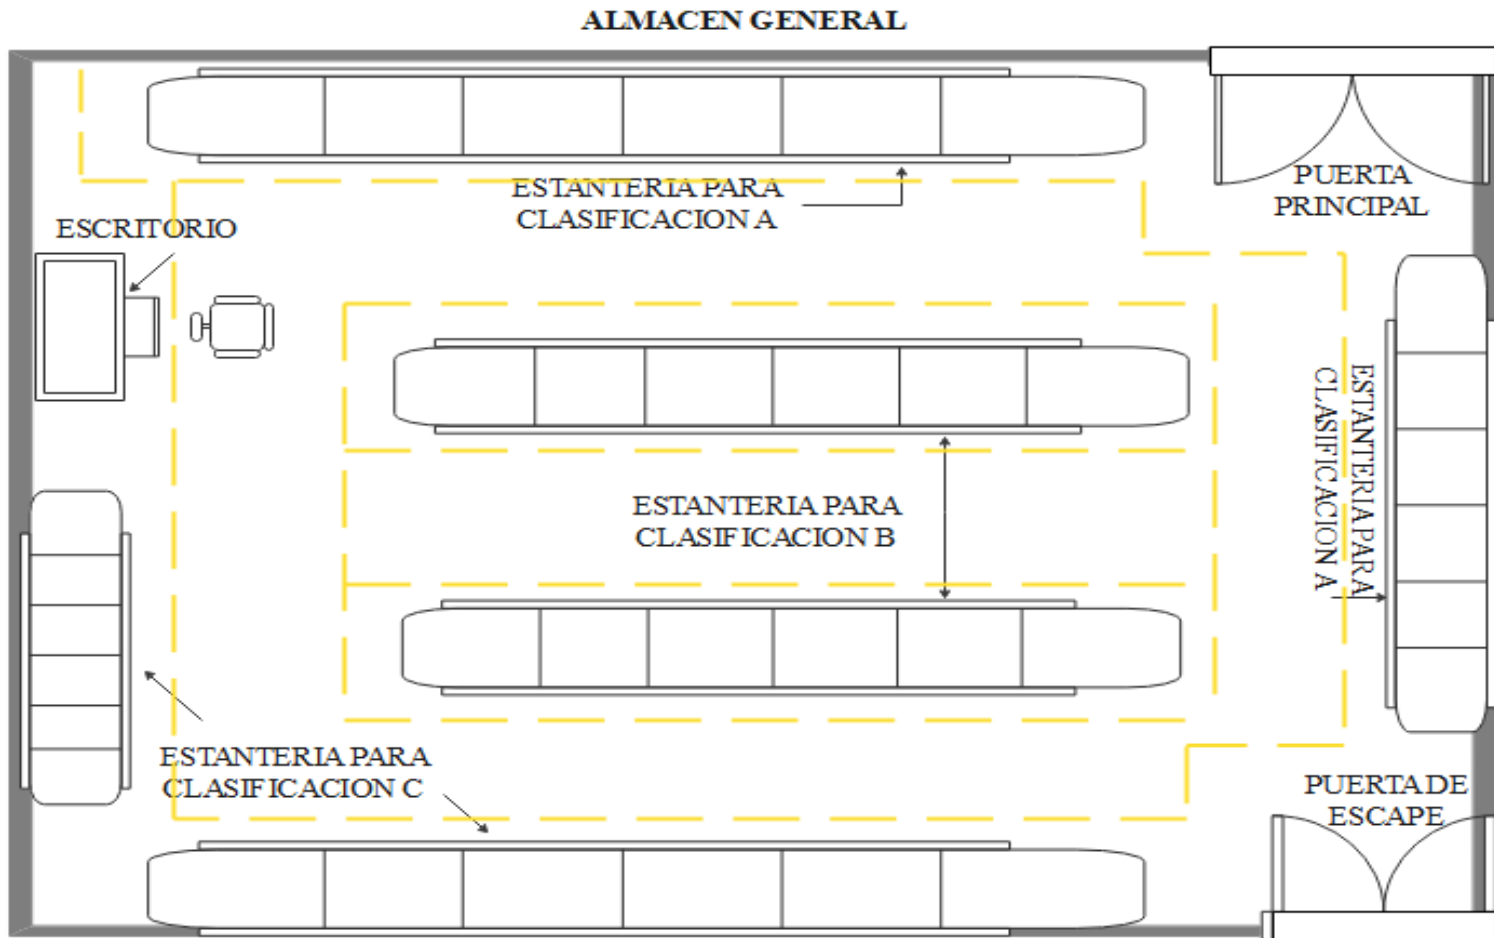 ALMACEN GENERAL
ESTANTERIA PARA
CLASIFICACION A
PUERTA
PRINCIPAL
ESCRITORIO
ESTANTERIA PARA
CLASIFICACION A
ESTANTERIA PARA
CLASIFICACION B
ESTANTERIA PARA
CLASIFICACION C
PUERTA DE
ESCAPE